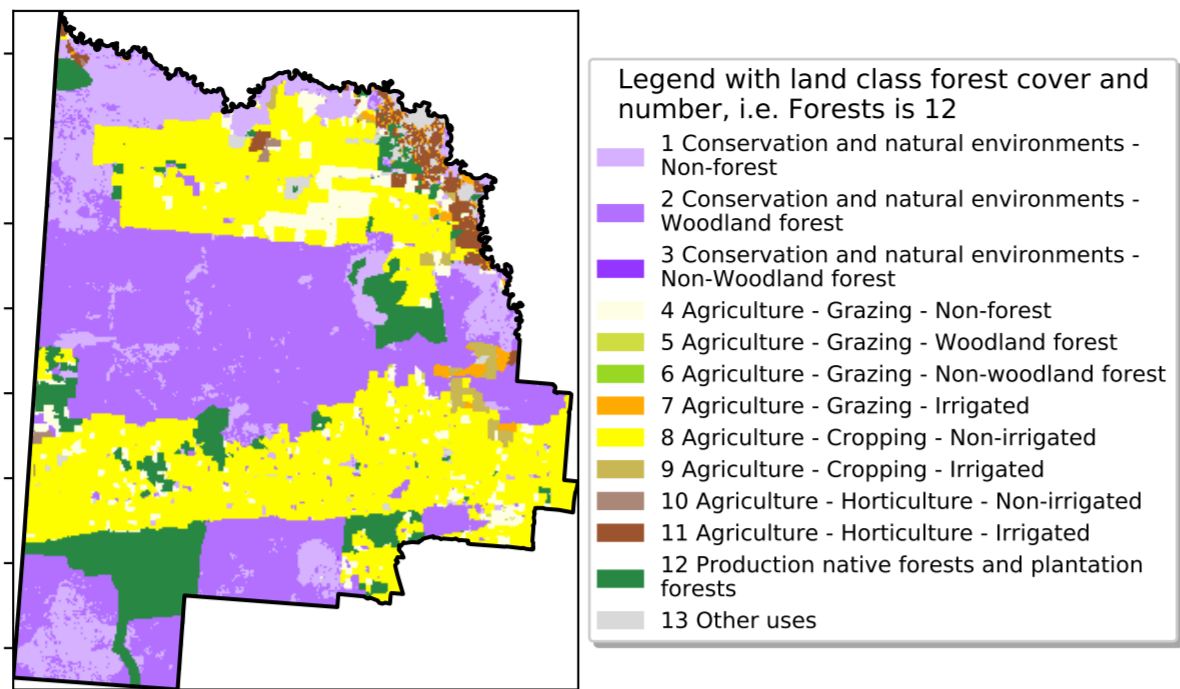 Legend with land class forest cover and
number, i.e. Forests is 12
1 Conservation and natural environments -
Non-forest
2 Conservation and natural environments -
Woodland forest
3 Conservation and natural environments -
Non-Woodland forest
4 Agriculture - Grazing - Non-forest
5 Agriculture - Grazing - Woodland forest
6 Agriculture - Grazing - Non-woodland forest
7 Agriculture - Grazing - Irrigated
8 Agriculture - Cropping - Non-irrigated
9 Agriculture - Cropping - Irrigated
10 Agriculture - Horticulture - Non-irrigated
11 Agriculture - Horticulture - Irrigated
12 Production native forests and plantation
forests
13 Other uses